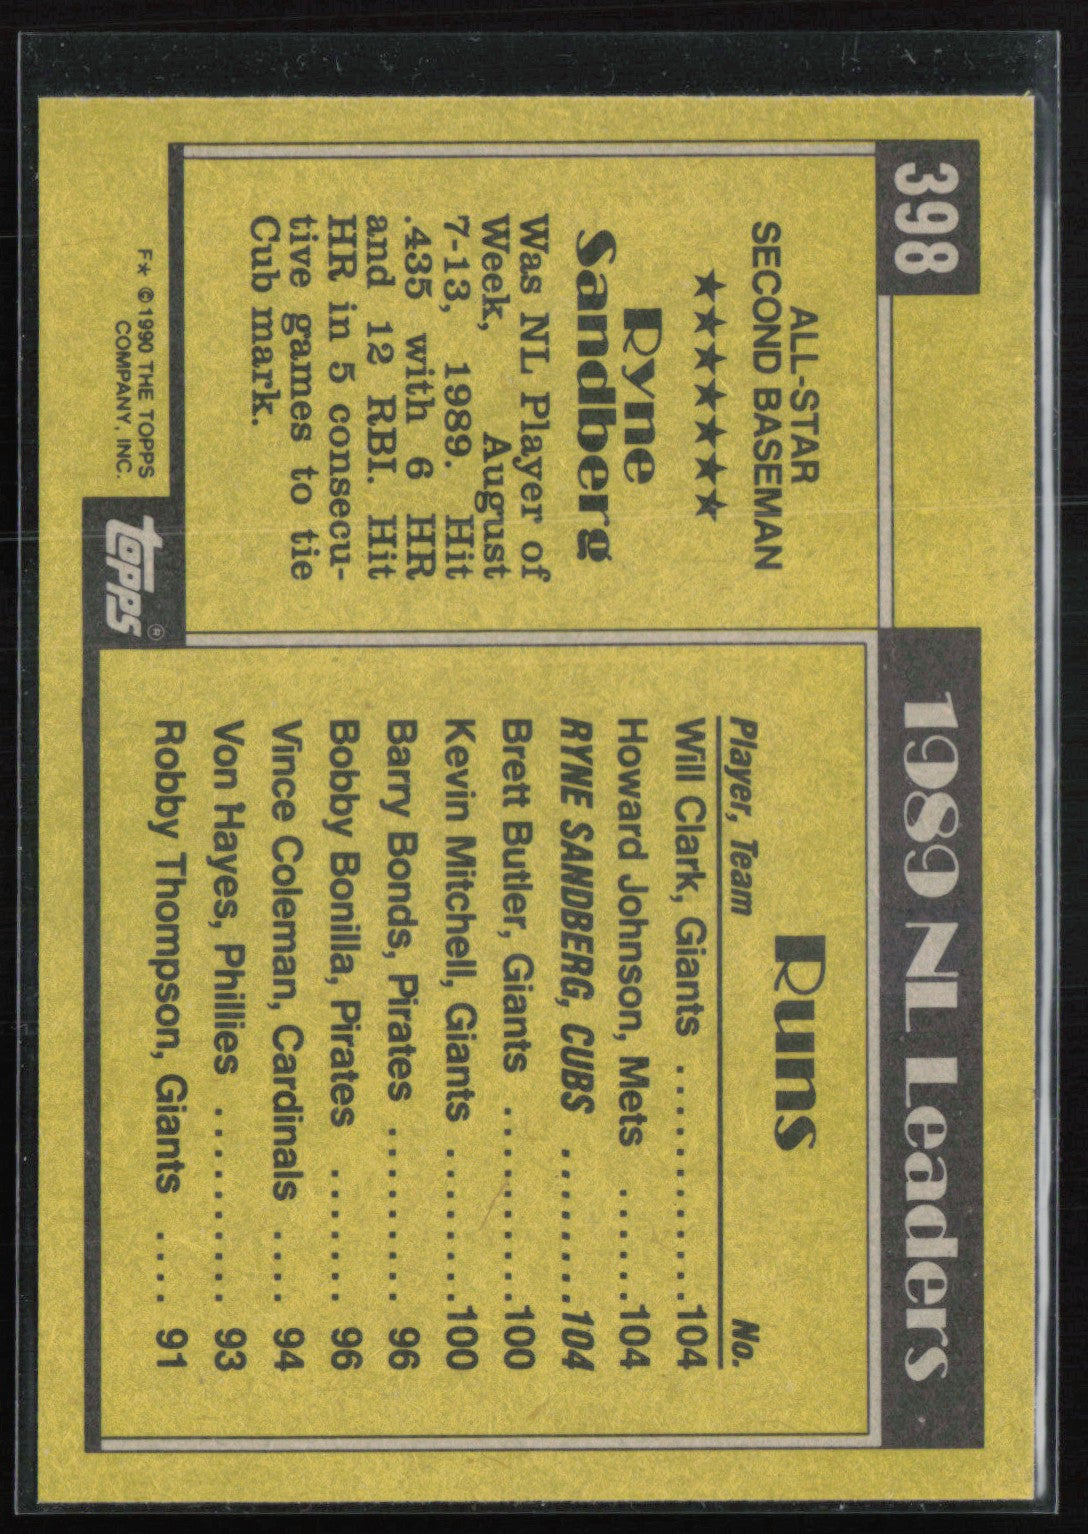 398
ALL-STAR
SECOND BASEMAN
★★★★★★★
Ryne
Sandberg
Was NL Player of
Week, August
7-13, 1989. Hit
.435 with 6 HR
and 12 RBI. Hit
HR in 5 consecu-
tive games to tie
Cub mark.
F★ ©1990 THE TOPPS
COMPANY, INC.
topps®
1989 NL Leaders
Runs
Player, Team No.
Will Clark, Giants ..........104
Howard Johnson, Mets ......104
RYNE SANDBERG, CUBS .......104
Brett Butler, Giants .........100
Kevin Mitchell, Giants .......100
Barry Bonds, Pirates ........ 96
Bobby Bonilla, Pirates ...... 96
Vince Coleman, Cardinals .... 94
Von Hayes, Phillies ......... 93
Robby Thompson, Giants .... 91